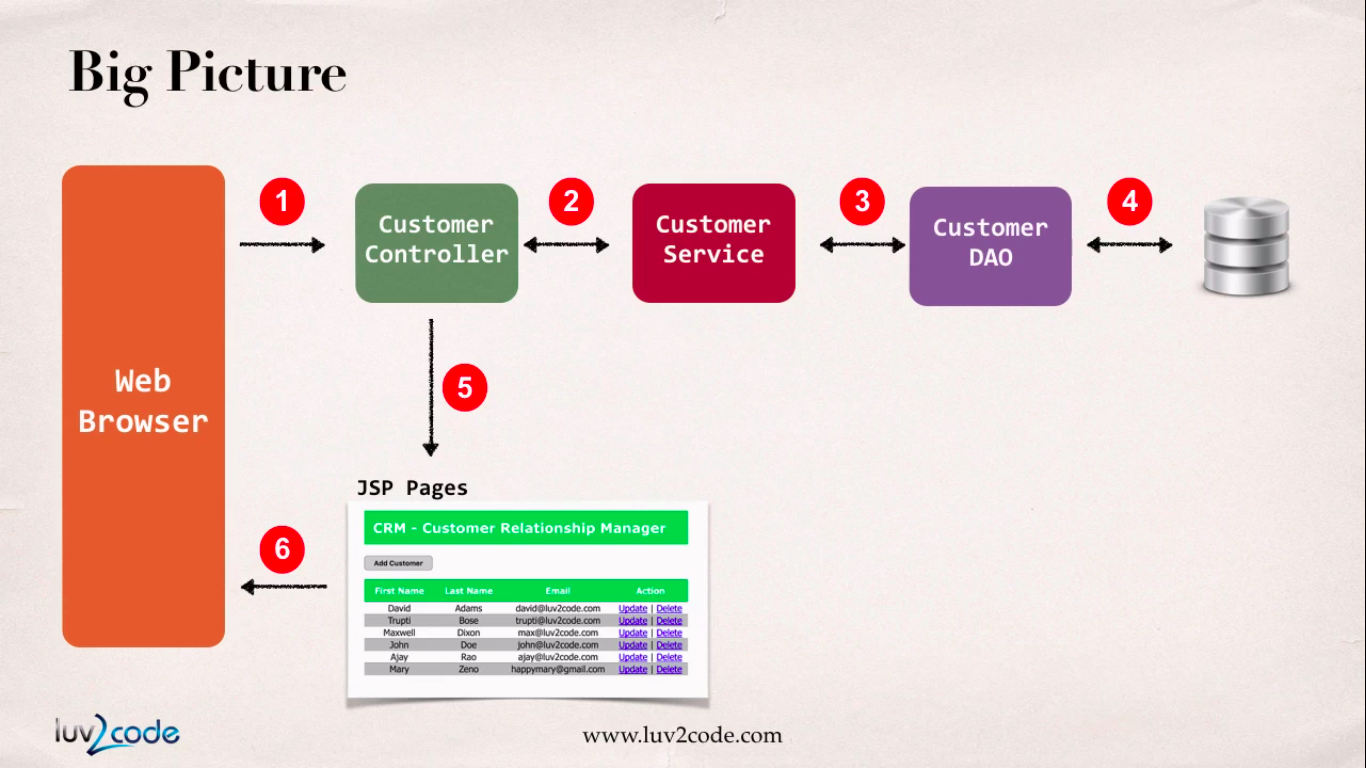 Big Picture
1
2
3
4
Customer
Controller
Customer
Service
Customer
DAO
Web
Browser
5
JSP Pages
CRM - Customer Relationship Manager
Add Customer
First Name Last Name Email Action
David Adams david@luv2code.com Update | Delete
Trupti Bose trupti@luv2code.com Update | Delete
Maxwell Dixon max@luv2code.com Update | Delete
John Doe john@luv2code.com Update | Delete
Ajay Rao ajay@luv2code.com Update | Delete
Mary Zeno happymary@gmail.com Update | Delete
6
luv2code
www.luv2code.com